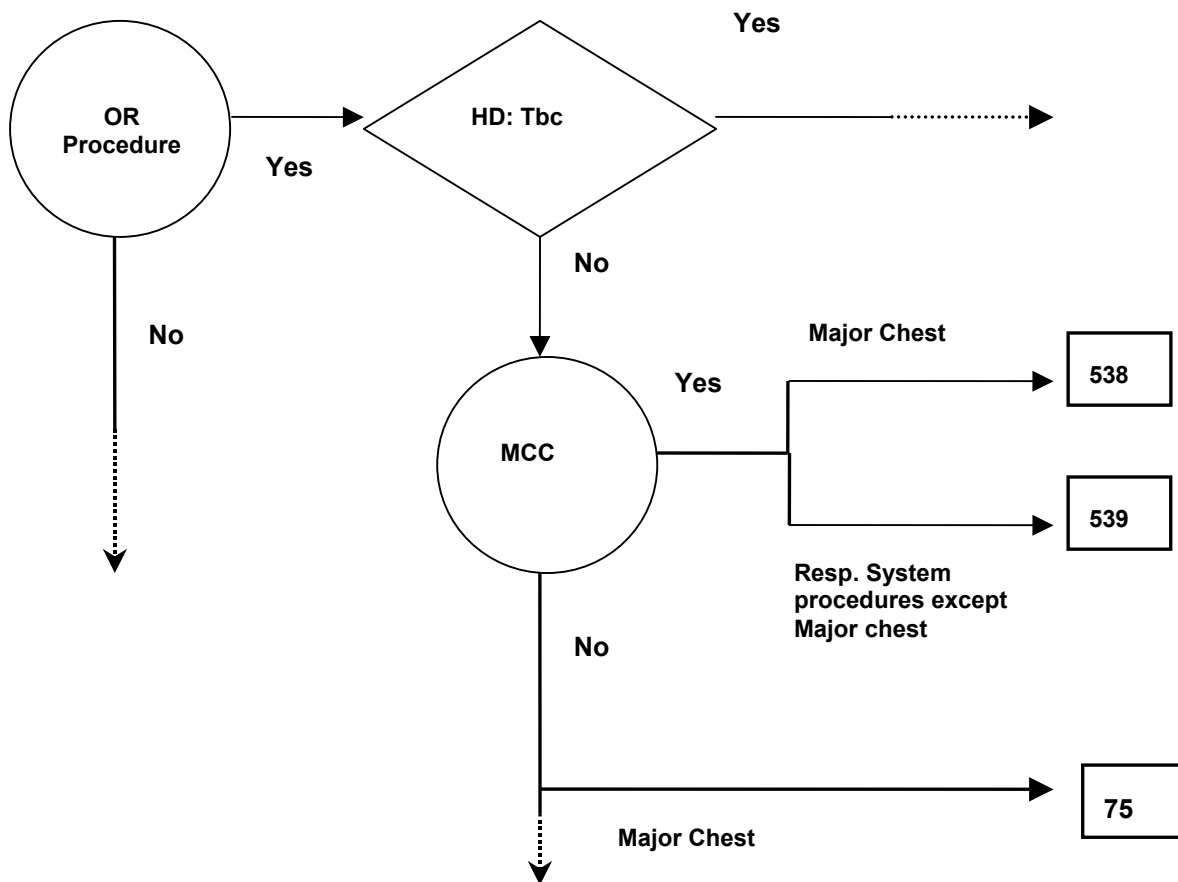 Yes
OR
Procedure
HD: Tbc
Yes
No
No
Major Chest
538
Yes
MCC
539
Resp. System
procedures except
Major chest
No
75
Major Chest